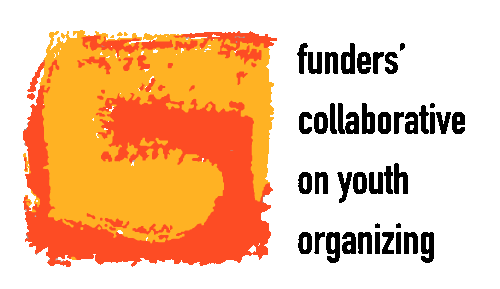 funders’
collaborative
on youth
organizing